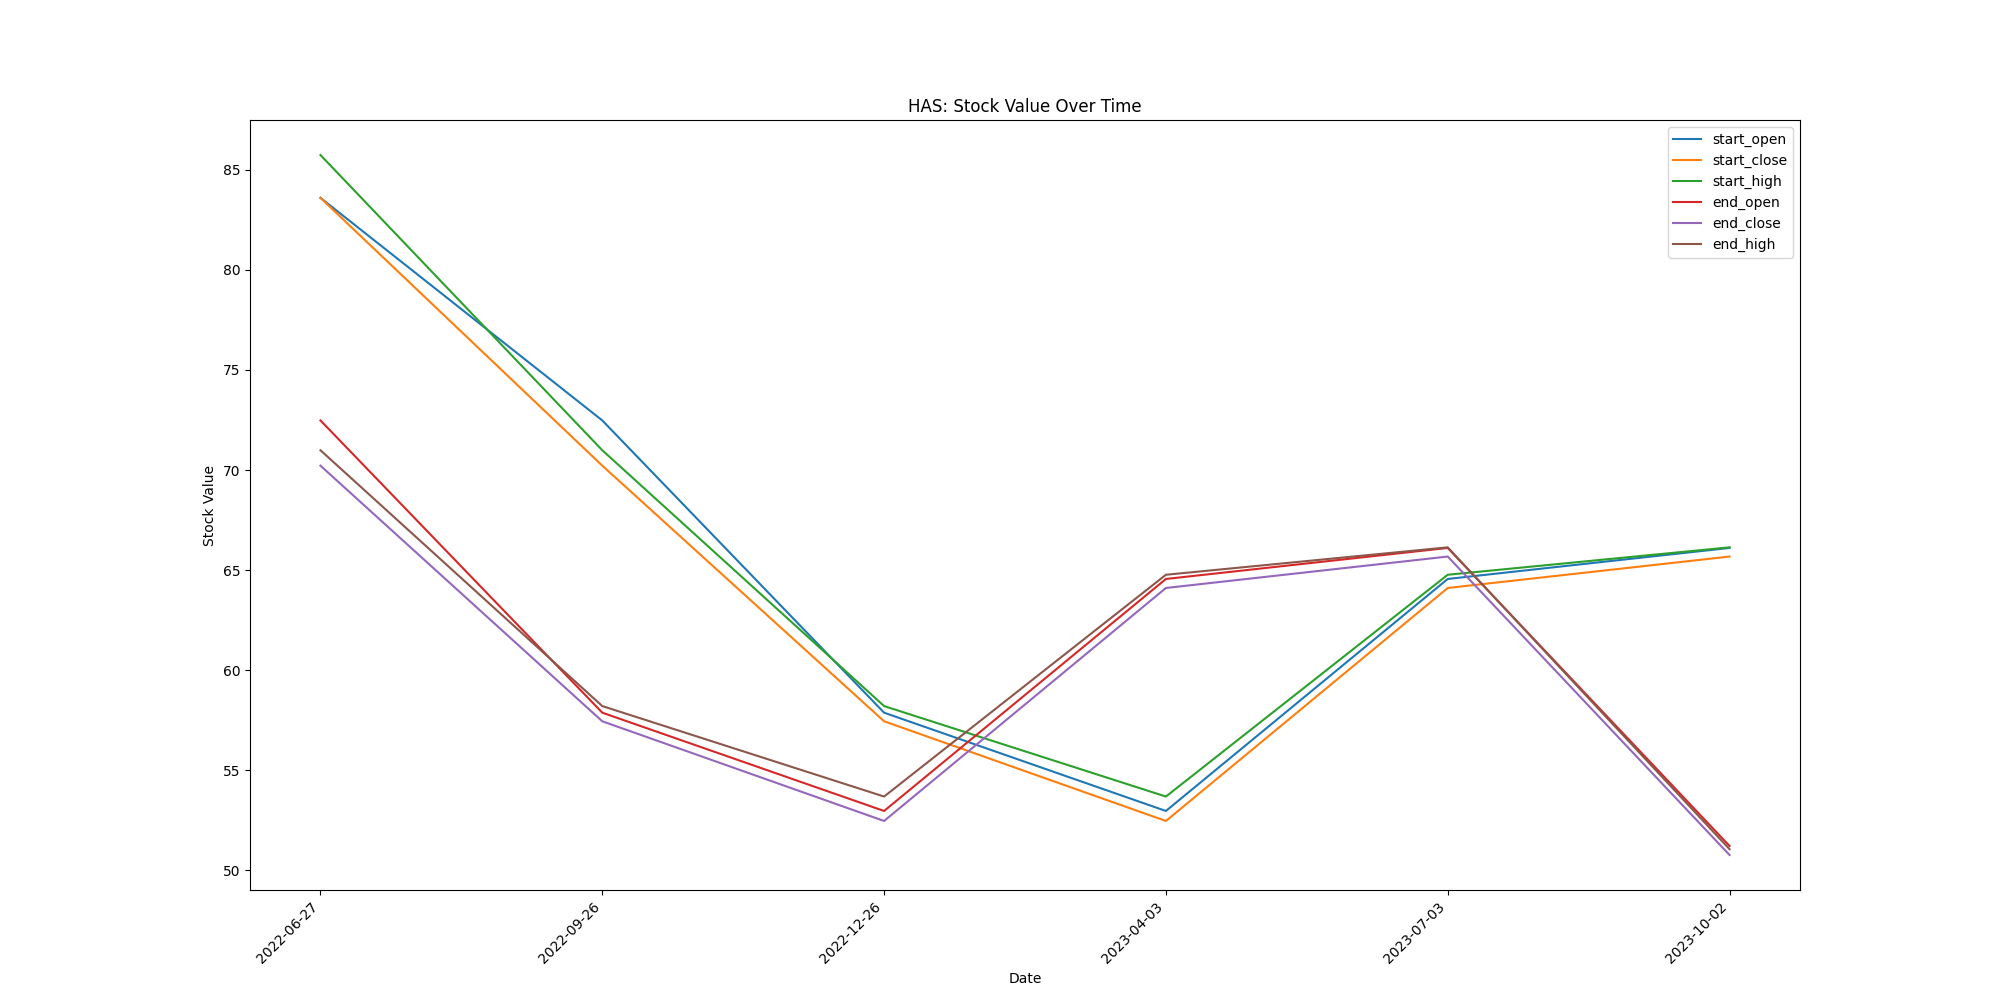 HAS: Stock Value Over Time
start_open
start_close
start_high
end_open
end_close
end_high
Stock Value
85
80
75
70
65
60
55
50
2022-06-27
2022-09-26
2022-12-26
2023-04-03
2023-07-03
2023-10-02
Date